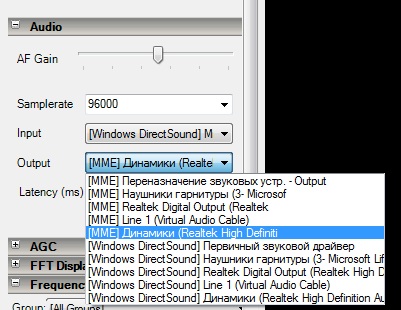 Audio
AF Gain
Samplerate 96000
Input [Windows DirectSound] M
Output [MME] Динамики (Realte
Latency (ms)
[MME] Переназначение звуковых устр. - Output
[MME] Наушники гарнитуры (3- Microsof
[MME] Realtek Digital Output (Realtek
[MME] Line 1 (Virtual Audio Cable)
[MME] Динамики (Realtek High Definiti
[Windows DirectSound] Первичный звуковой драйвер
[Windows DirectSound] Наушники гарнитуры (3- Microsoft Lif
[Windows DirectSound] Realtek Digital Output (Realtek High D
[Windows DirectSound] Line 1 (Virtual Audio Cable)
[Windows DirectSound] Динамики (Realtek High Definition Au
AGC
FFT Displa
Frequenc
Group: [All Groups]